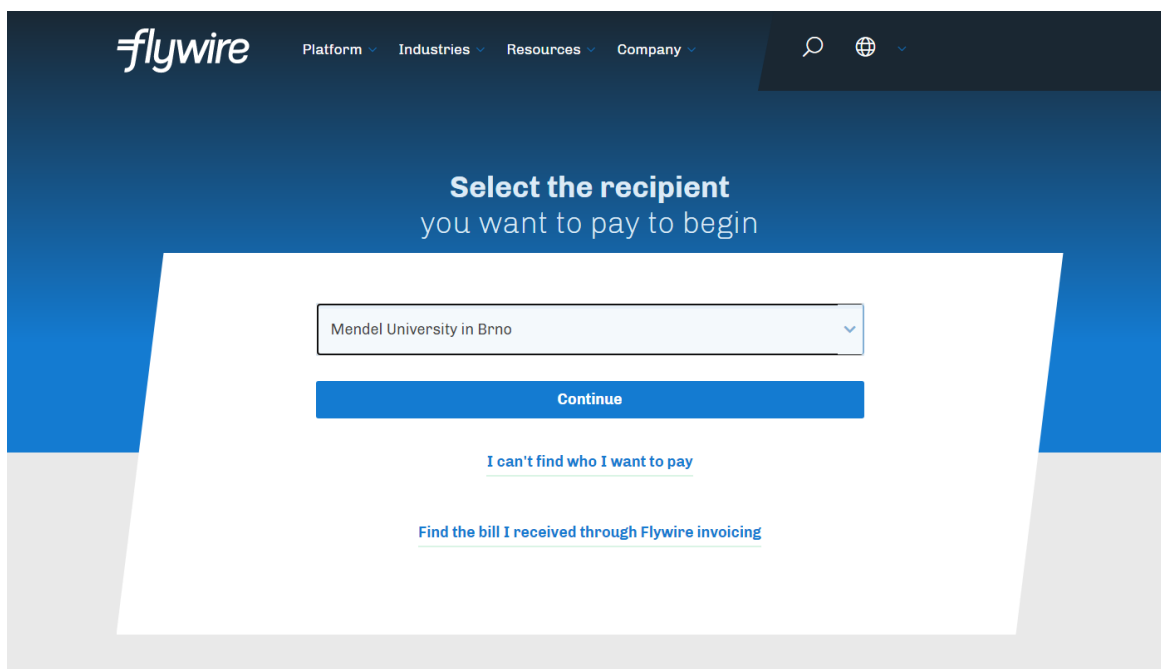 flywire
Platform Industries Resources Company
Select the recipient
you want to pay to begin
Mendel University in Brno
Continue
I can't find who I want to pay
Find the bill I received through Flywire invoicing